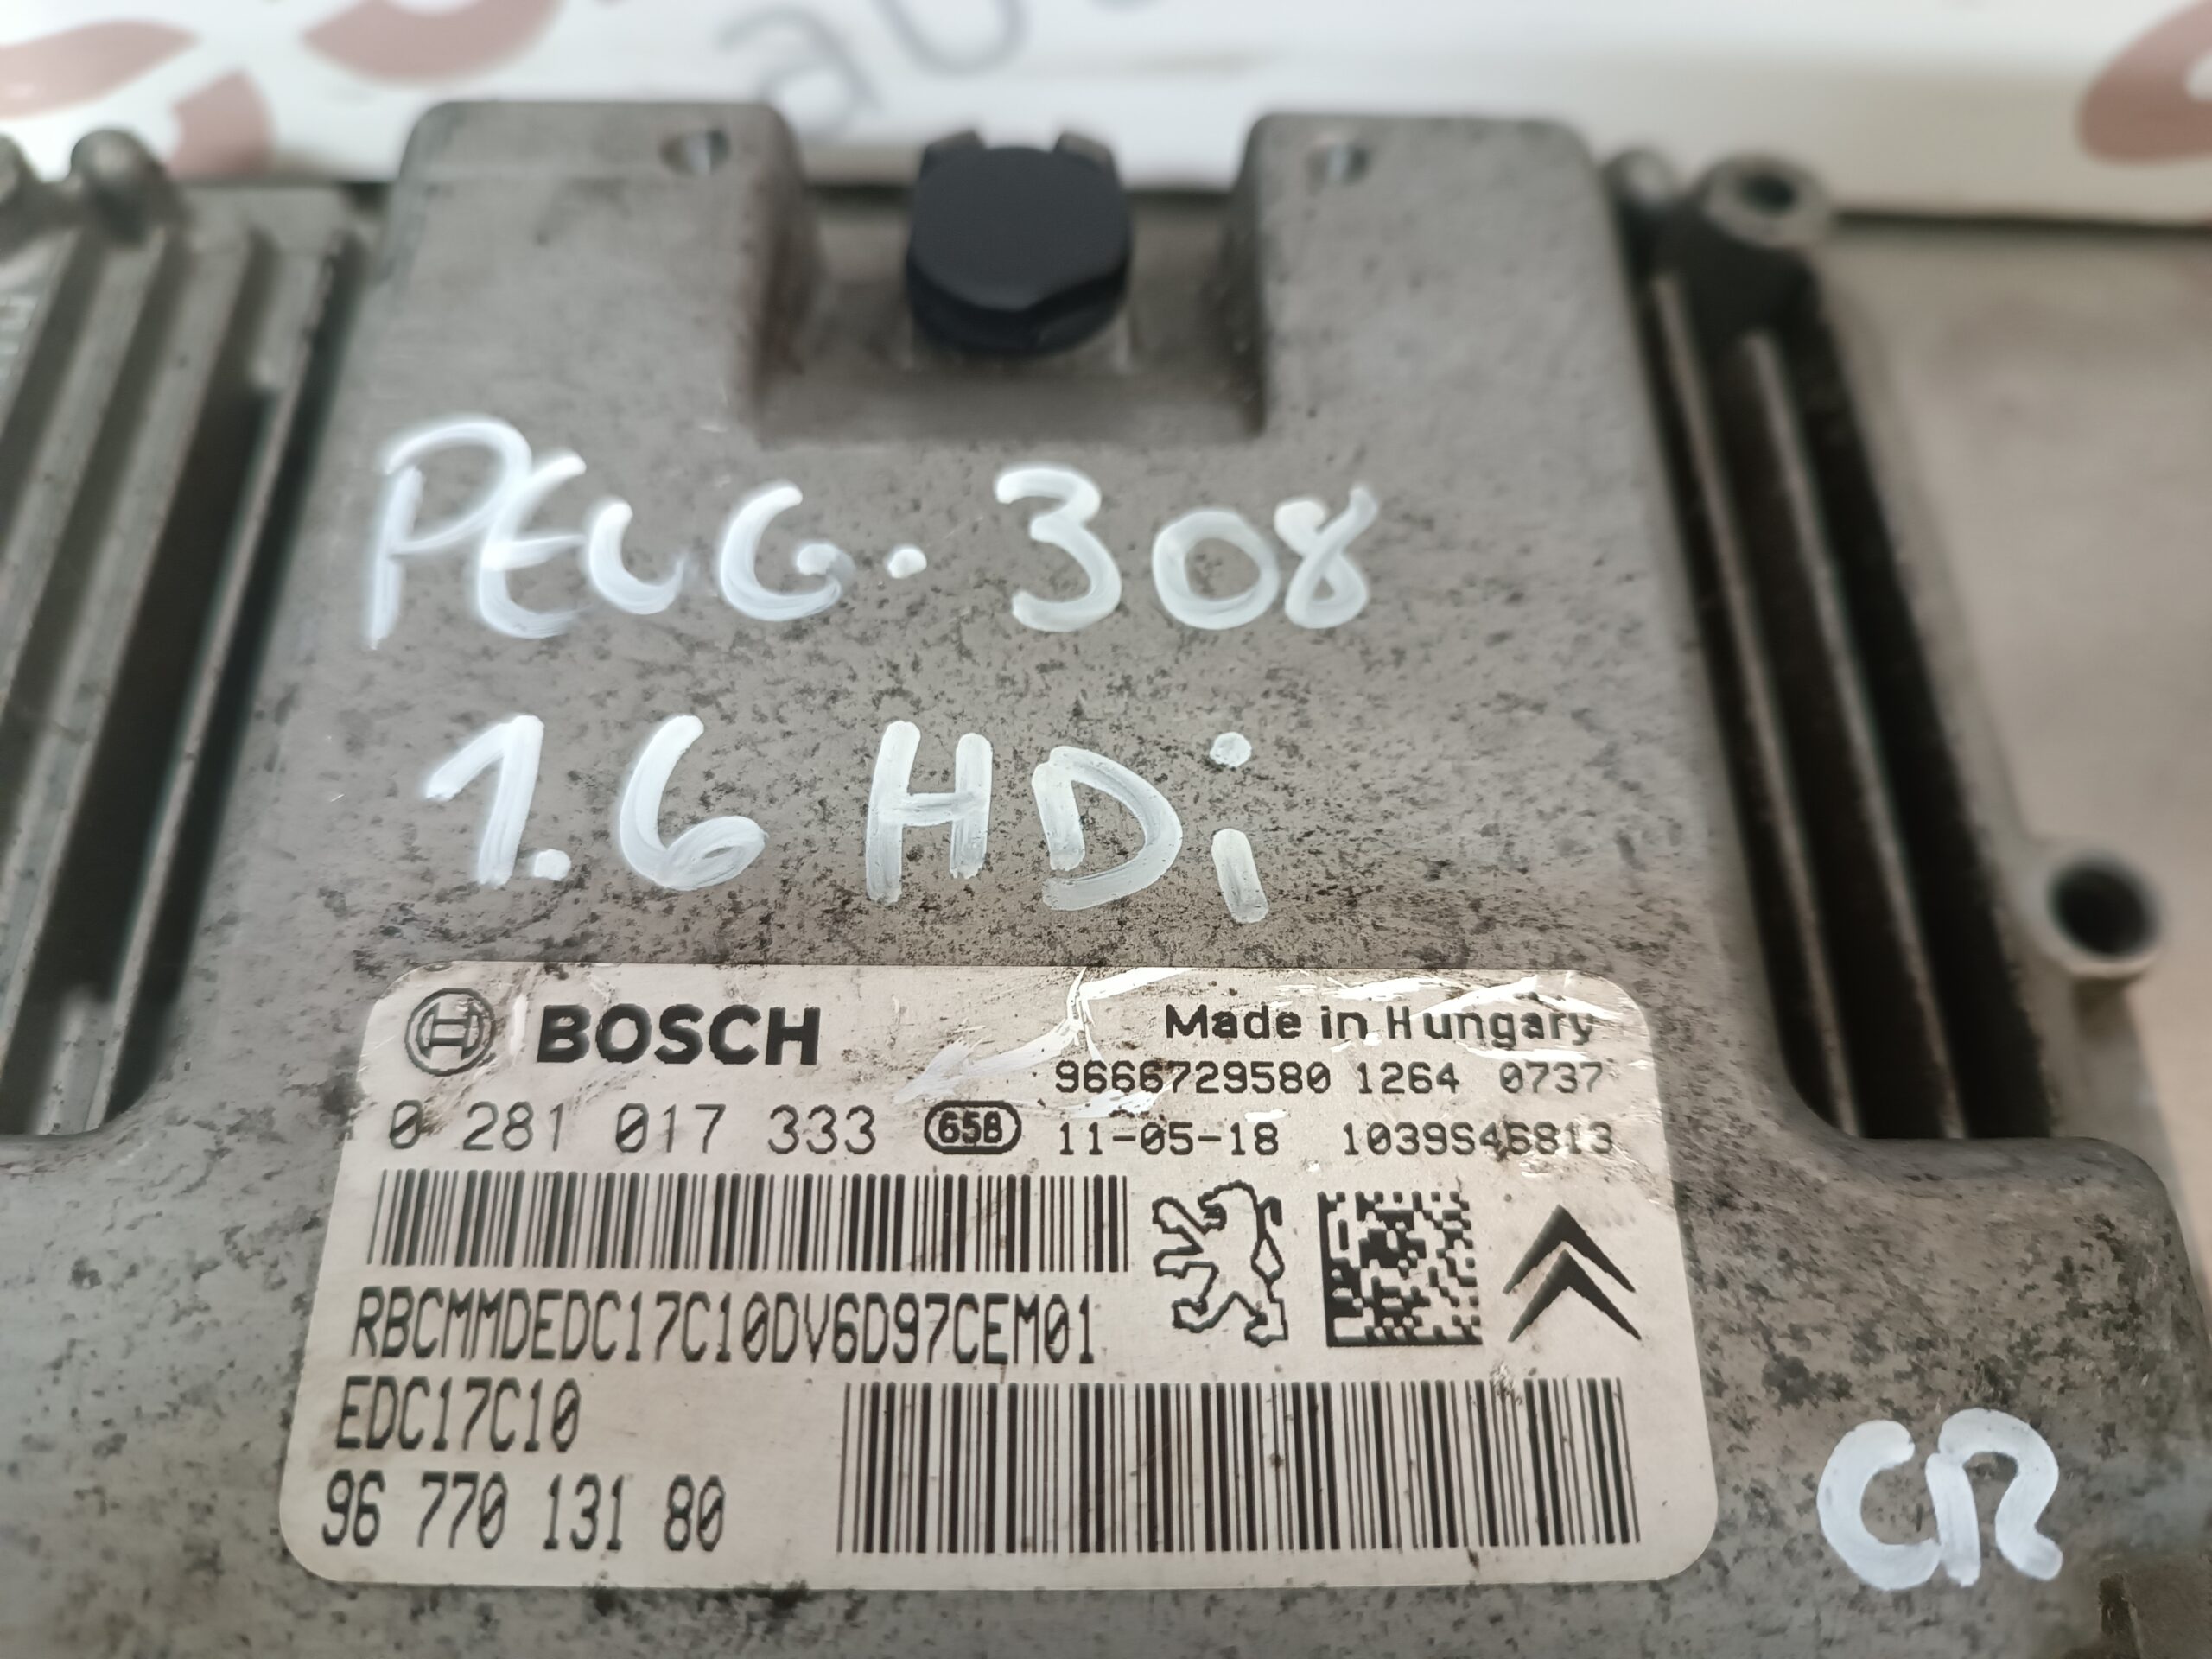 PEUG. 308
1.6 HDi
BOSCH
Made in Hungary
9666729580 1264 0737
0 281 017 333 65B 11-05-18 1039S46813
RBCMMDEDC17C10DV6D97CEM01
EDC17C10
96 770 131 80
CR